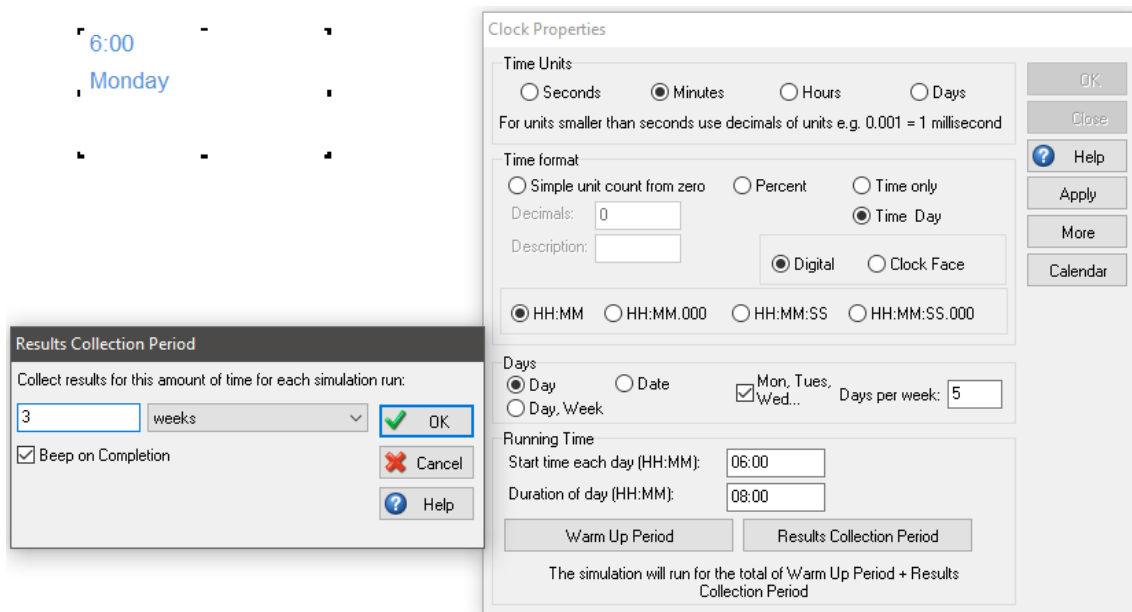 6:00
Monday
Clock Properties
Time Units
Seconds Minutes Hours Days
For units smaller than seconds use decimals of units e.g. 0.001 = 1 millisecond
OK
Close
Help
Apply
More
Calendar
Time format
Simple unit count from zero Percent Time only
Decimals: 0 Time Day
Description:
Digital Clock Face
HH:MM HH:MM.000 HH:MM:SS HH:MM:SS.000
Days
Day Date Mon, Tues, Wed... Days per week: 5
Day, Week
Running Time
Start time each day (HH:MM): 06:00
Duration of day (HH:MM): 08:00
Warm Up Period Results Collection Period
The simulation will run for the total of Warm Up Period + Results
Collection Period
Results Collection Period
Collect results for this amount of time for each simulation run:
3 weeks OK
Beep on Completion Cancel
Help